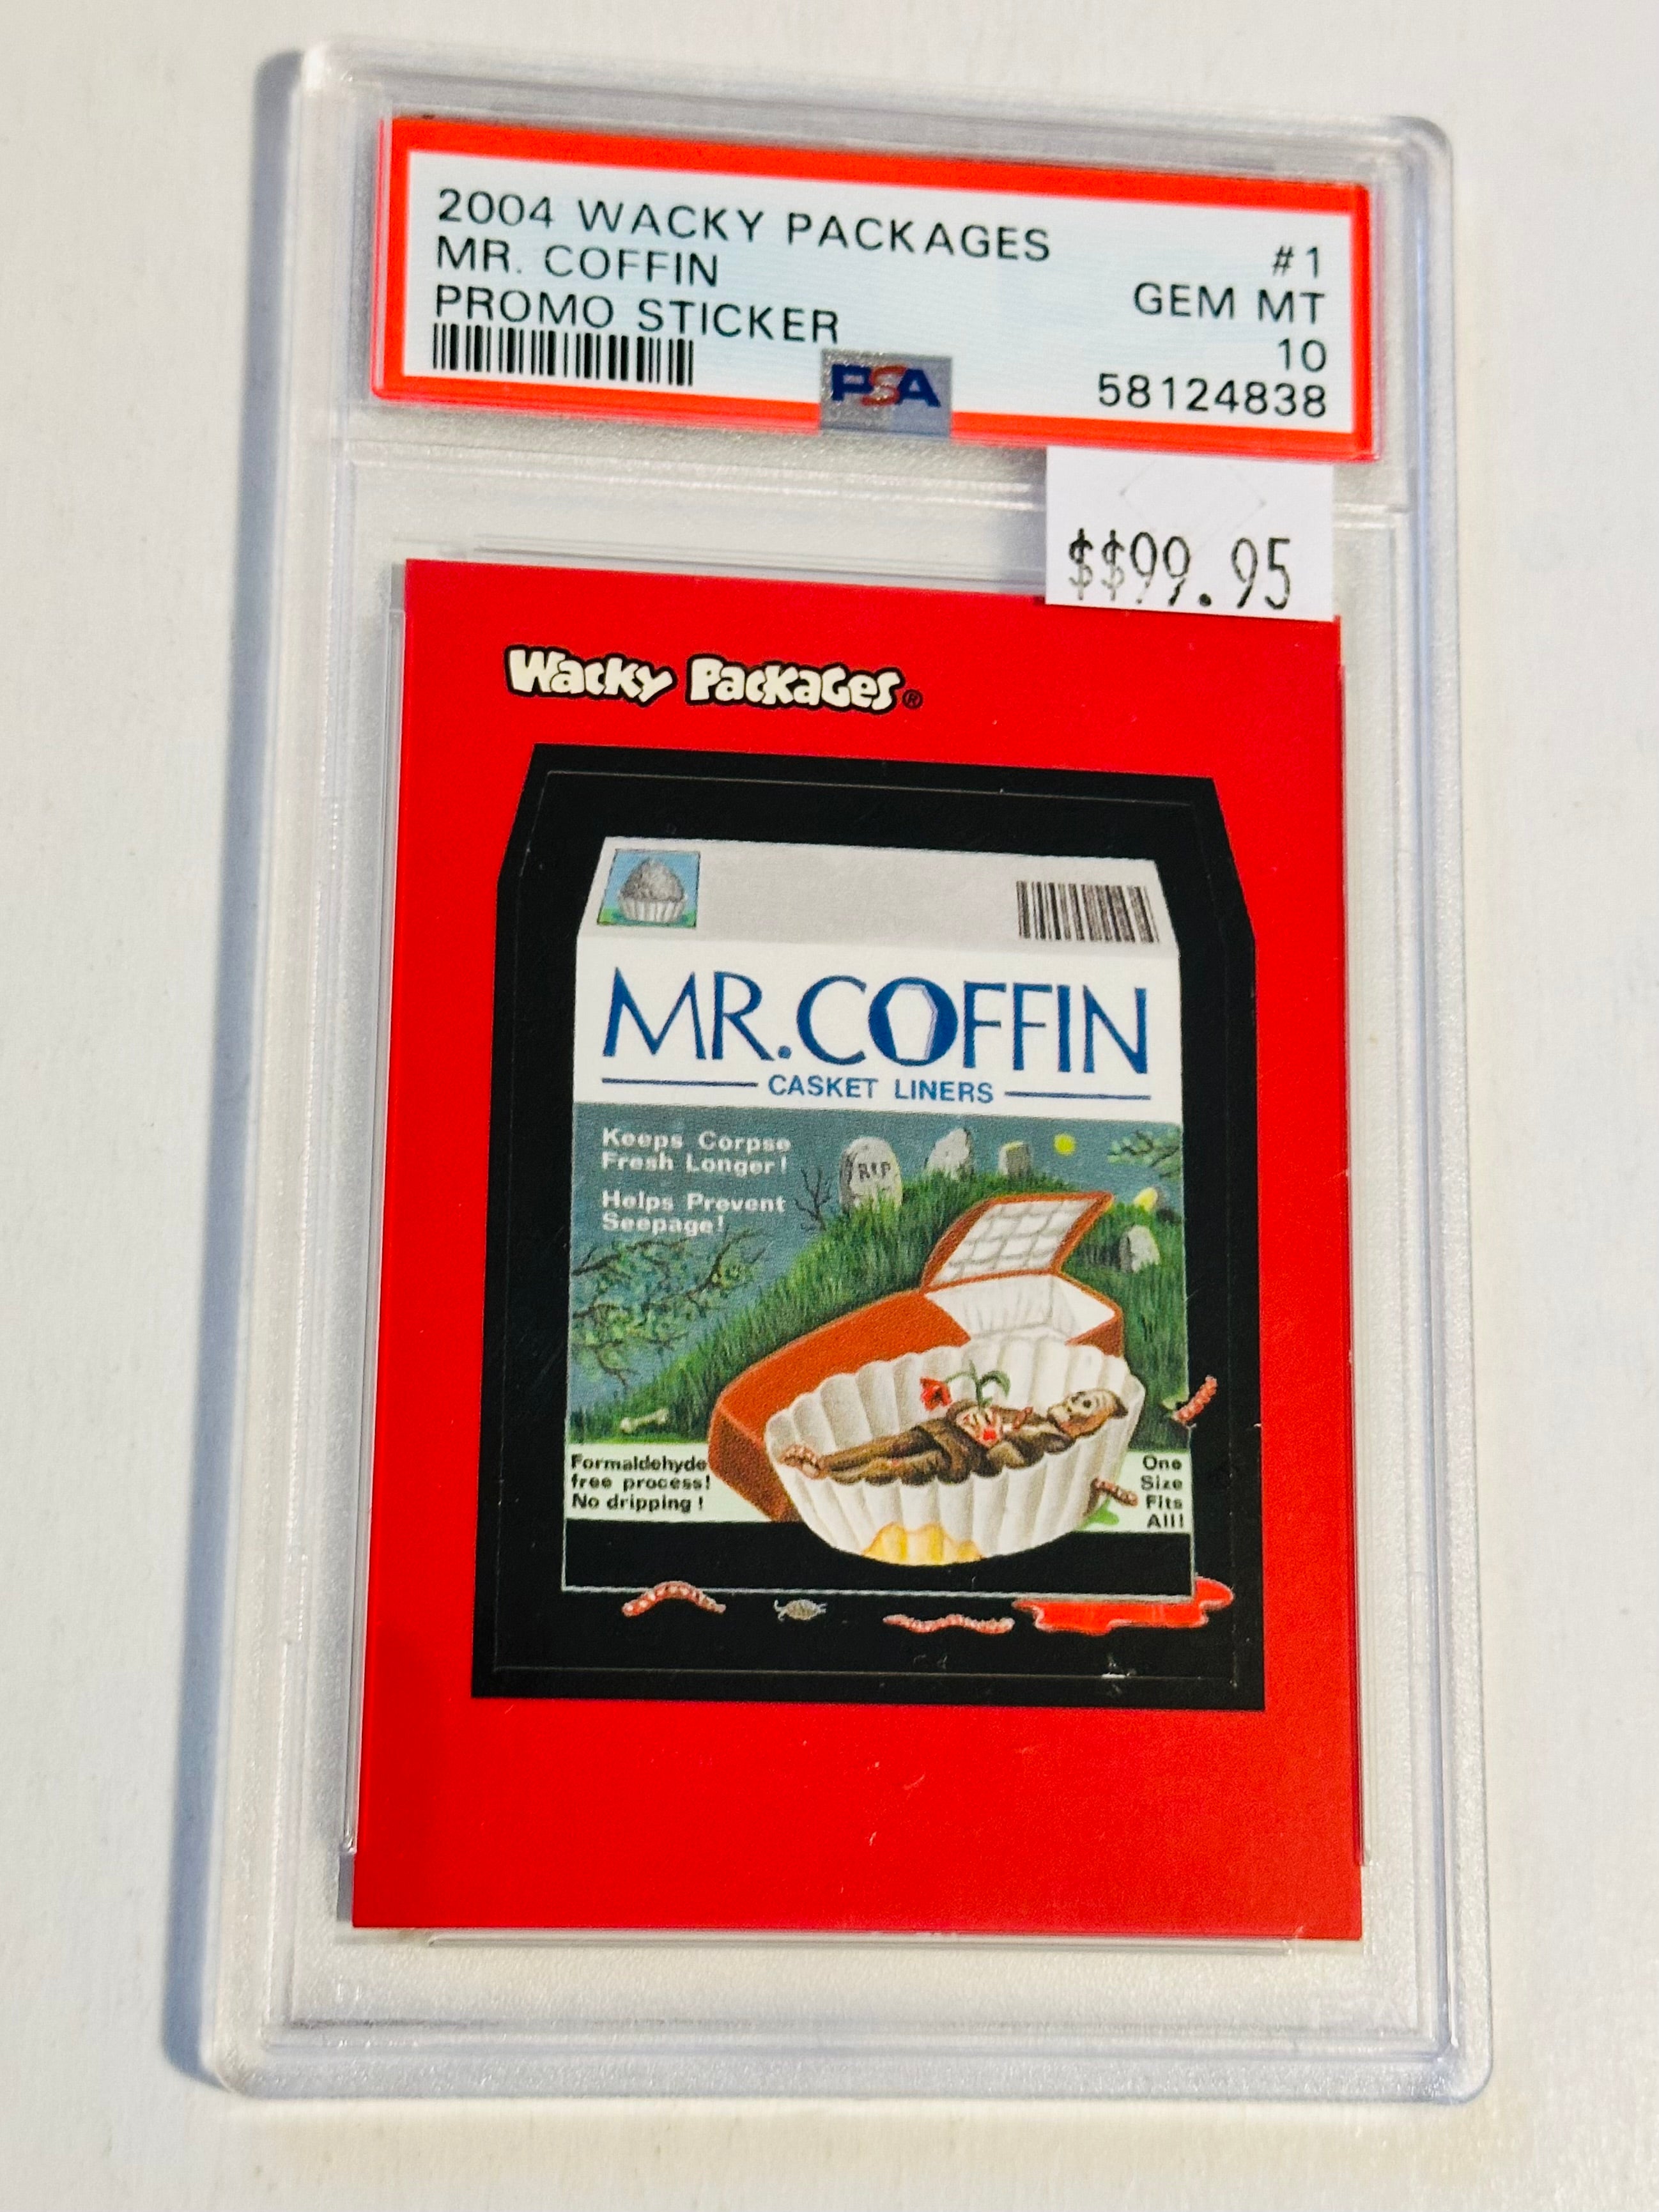 2004 WACKY PACKAGES #1
MR. COFFIN GEM MT
PROMO STICKER 10
PSA 58124838
$$99.95
Wacky Packages®
MR.COFFIN
CASKET LINERS
Keeps Corpse
Fresh Longer!
Helps Prevent
Seepage!
RIP
Formaldehyde
free process!
No dripping!
One
Size
Fits
All!